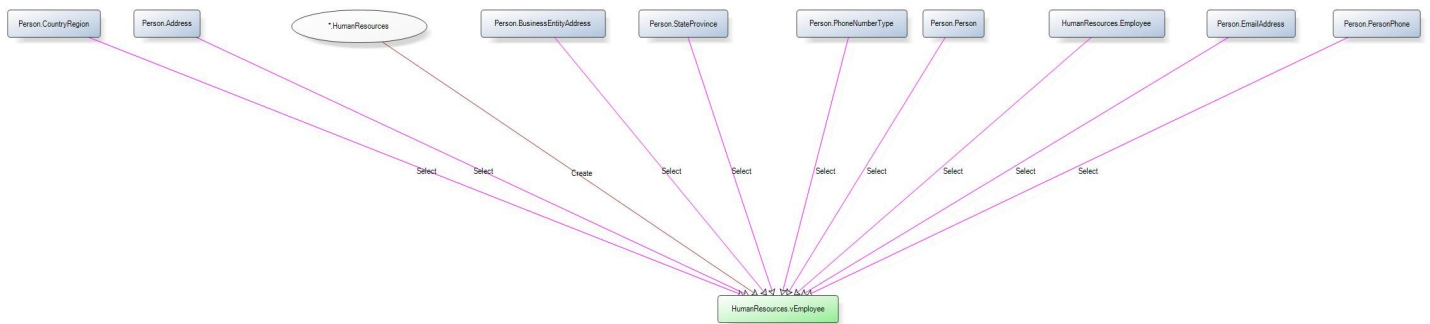 Person.CountryRegion
Person.Address
*.HumanResources
Person.BusinessEntityAddress
Person.StateProvince
Person.PhoneNumberType
Person.Person
HumanResources.Employee
Person.EmailAddress
Person.PersonPhone
Select
Select
Create
Select
Select
Select
Select
Select
Select
Select
HumanResources.vEmployee